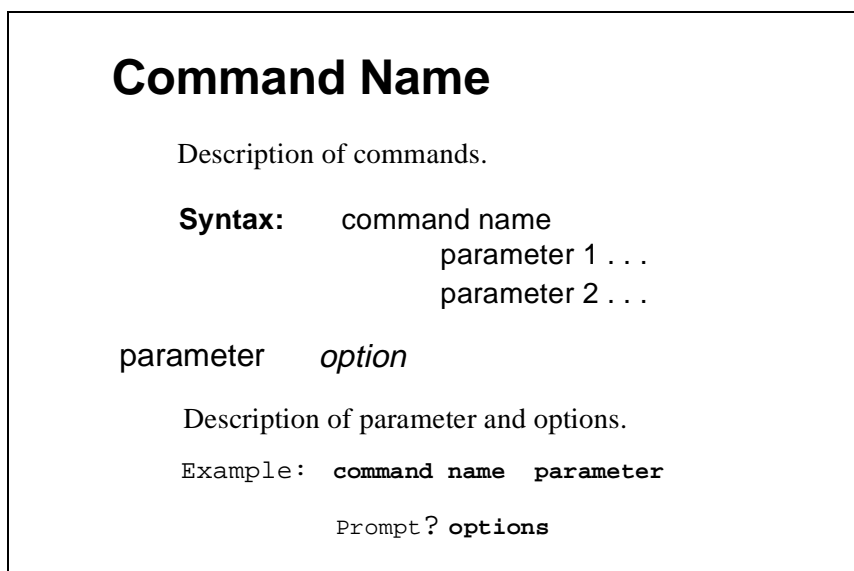 Command Name
Description of commands.
Syntax: command name
parameter 1 . . .
parameter 2 . . .
parameter option
Description of parameter and options.
Example: command name parameter
Prompt? options